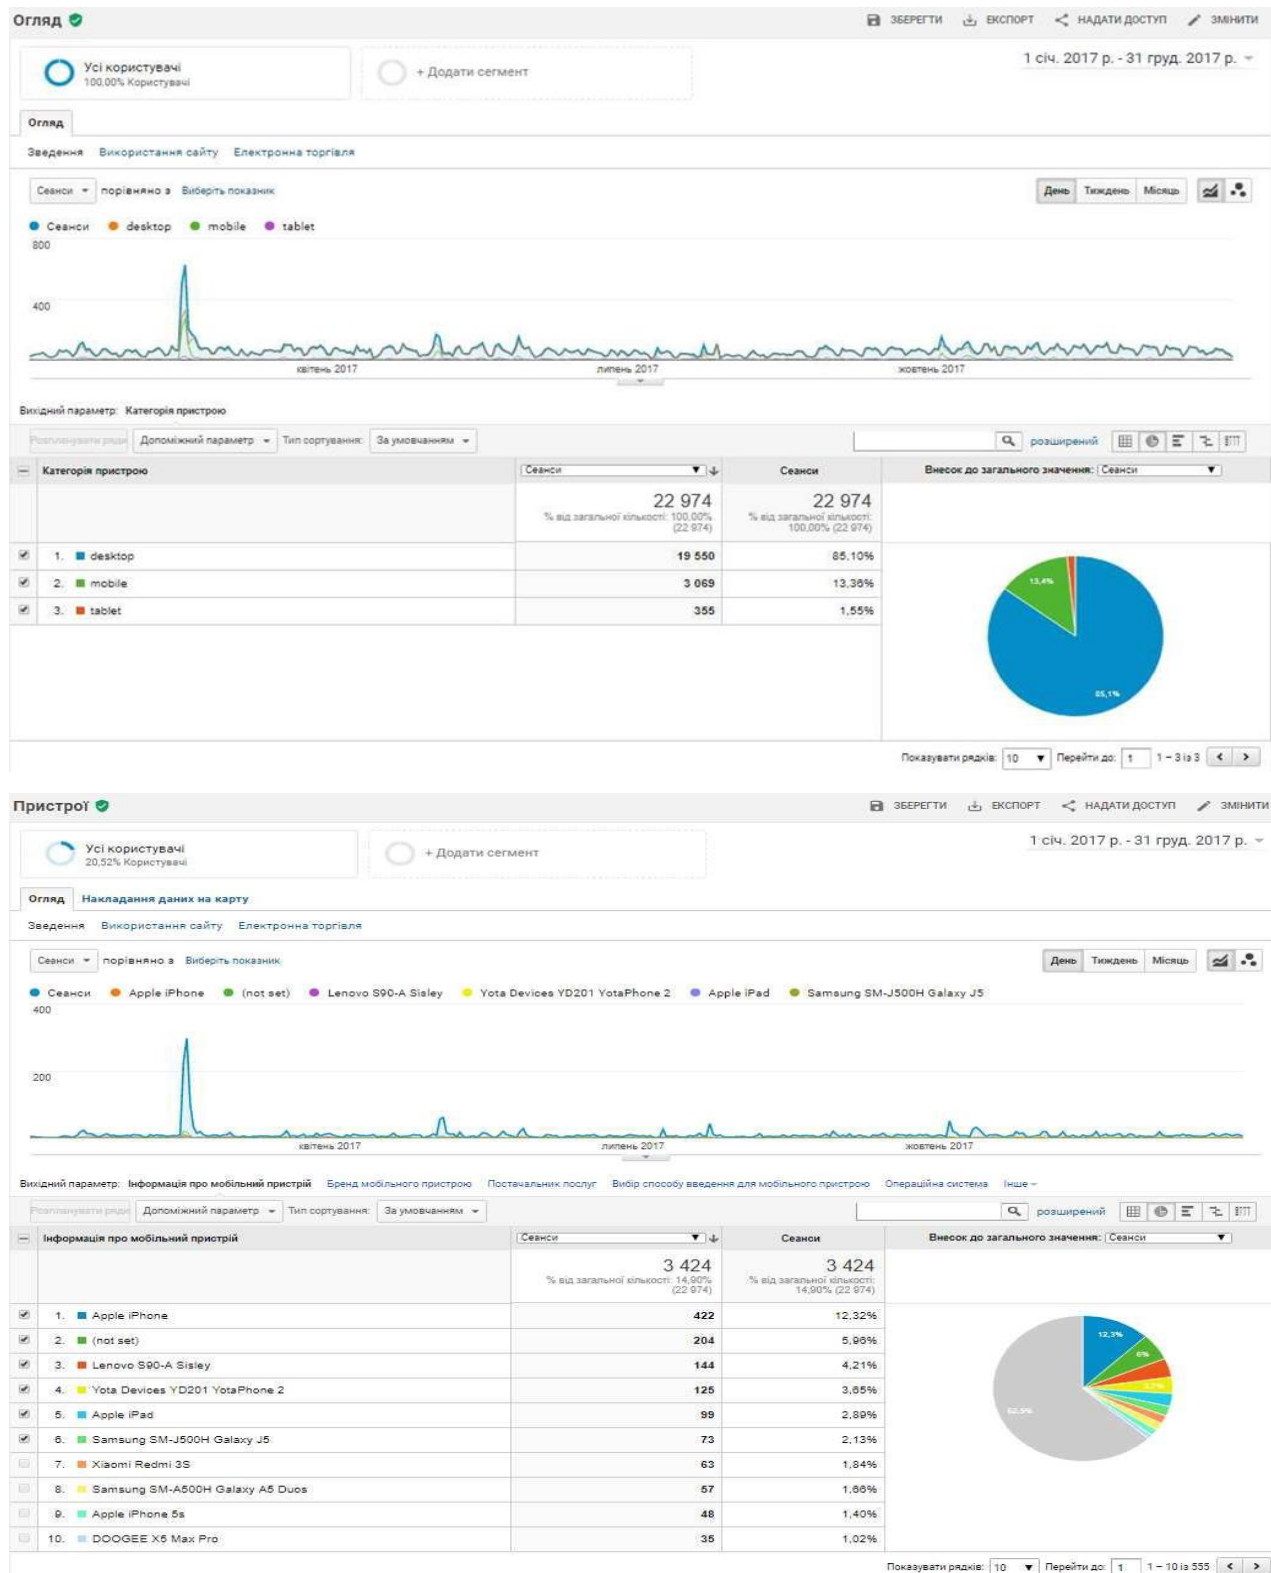 Огляд
ЗБЕРЕГТИ ЕКСПОРТ НАДАТИ ДОСТУП ЗМІНИТИ
Усі користувачі
100,00% Користувачі
+ Додати сегмент
1 січ. 2017 р. - 31 груд. 2017 р.
Огляд
Зведення Використання сайту Електронна торгівля
Сеанси порівняно з Виберіть показник
День Тиждень Місяць
Сеанси desktop mobile tablet
800
400
квітень 2017 липень 2017 жовтень 2017
Вихідний параметр: Категорія пристрою
Розпланувати ряди Допоміжний параметр Тип сортування: За умовчанням розширений
Категорія пристрою Сеанси Сеанси Внесок до загального значення: Сеанси
22 974 22 974
% від загальної кількості: 100,00% % від загальної кількості:
(22 974) 100,00% (22 974)
1. desktop 19 550 85,10%
2. mobile 3 069 13,36%
3. tablet 355 1,55%
13,4%
85,1%
Показувати рядків: 10 Перейти до: 1 1 – 3 із 3
Пристрої
ЗБЕРЕГТИ ЕКСПОРТ НАДАТИ ДОСТУП ЗМІНИТИ
Усі користувачі
20,52% Користувачі
+ Додати сегмент
1 січ. 2017 р. - 31 груд. 2017 р.
Огляд Накладання даних на карту
Зведення Використання сайту Електронна торгівля
Сеанси порівняно з Виберіть показник
День Тиждень Місяць
Сеанси Apple iPhone (not set) Lenovo S90-A Sisley Yota Devices YD201 YotaPhone 2 Apple iPad Samsung SM-J500H Galaxy J5
400
200
квітень 2017 липень 2017 жовтень 2017
Вихідний параметр: Інформація про мобільний пристрій Бренд мобільного пристрою Постачальник послуг Вибір способу введення для мобільного пристрою Операційна система Інше
Розпланувати ряди Допоміжний параметр Тип сортування: За умовчанням розширений
Інформація про мобільний пристрій Сеанси Сеанси Внесок до загального значення: Сеанси
3 424 3 424
% від загальної кількості: 14,90% % від загальної кількості:
(22 974) 14,90% (22 974)
1. Apple iPhone 422 12,32%
2. (not set) 204 5,96%
3. Lenovo S90-A Sisley 144 4,21%
4. Yota Devices YD201 YotaPhone 2 125 3,65%
5. Apple iPad 99 2,89%
6. Samsung SM-J500H Galaxy J5 73 2,13%
7. Xiaomi Redmi 3S 63 1,84%
8. Samsung SM-A500H Galaxy A5 Duos 57 1,66%
9. Apple iPhone 5s 48 1,40%
10. DOOGEE X5 Max Pro 35 1,02%
12,3%
6%
Показувати рядків: 10 Перейти до: 1 1 – 10 із 555